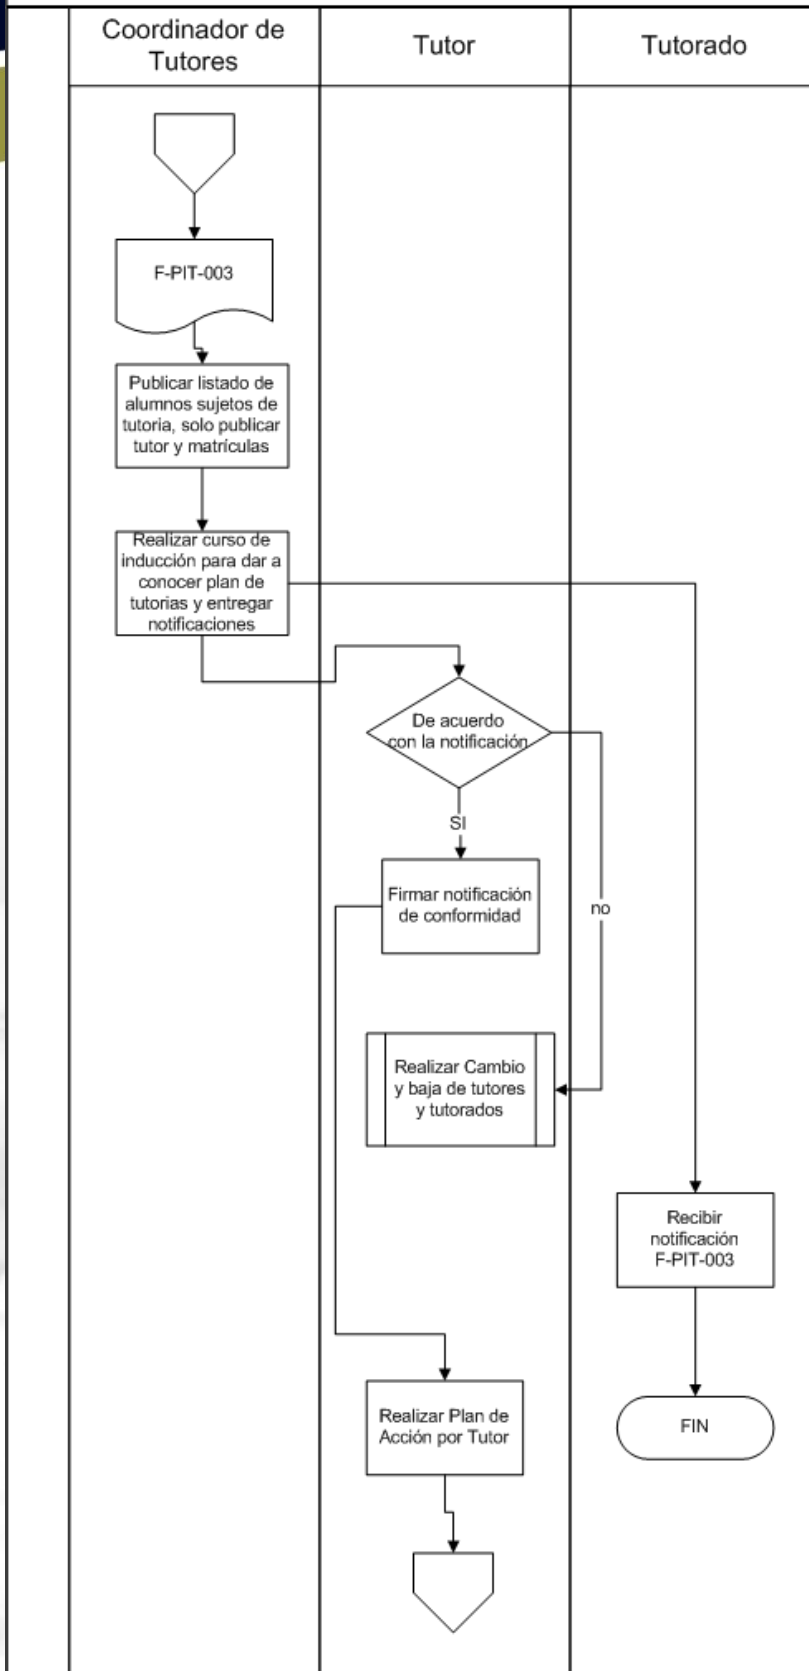 Coordinador de
Tutores
Tutor
Tutorado
F-PIT-003
Publicar listado de
alumnos sujetos de
tutoria, solo publicar
tutor y matrículas
Realizar curso de
inducción para dar a
conocer plan de
tutorias y entregar
notificaciones
De acuerdo
con la notificación
SI
Firmar notificación
de conformidad
no
Realizar Cambio
y baja de tutores
y tutorados
Recibir
notificación
F-PIT-003
Realizar Plan de
Acción por Tutor
FIN